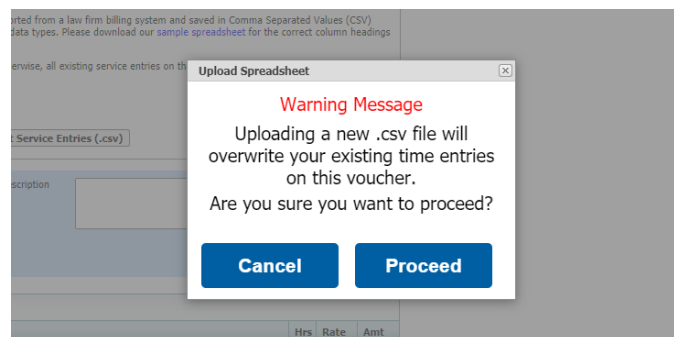 orted from a law firm billing system and saved in Comma Separated Values (CSV)
data types. Please download our sample spreadsheet for the correct column headings
erwise, all existing service entries on th
Upload Spreadsheet
Warning Message
Uploading a new .csv file will
overwrite your existing time entries
on this voucher.
Are you sure you want to proceed?
Cancel Proceed
t Service Entries (.csv)
scription
Hrs Rate Amt